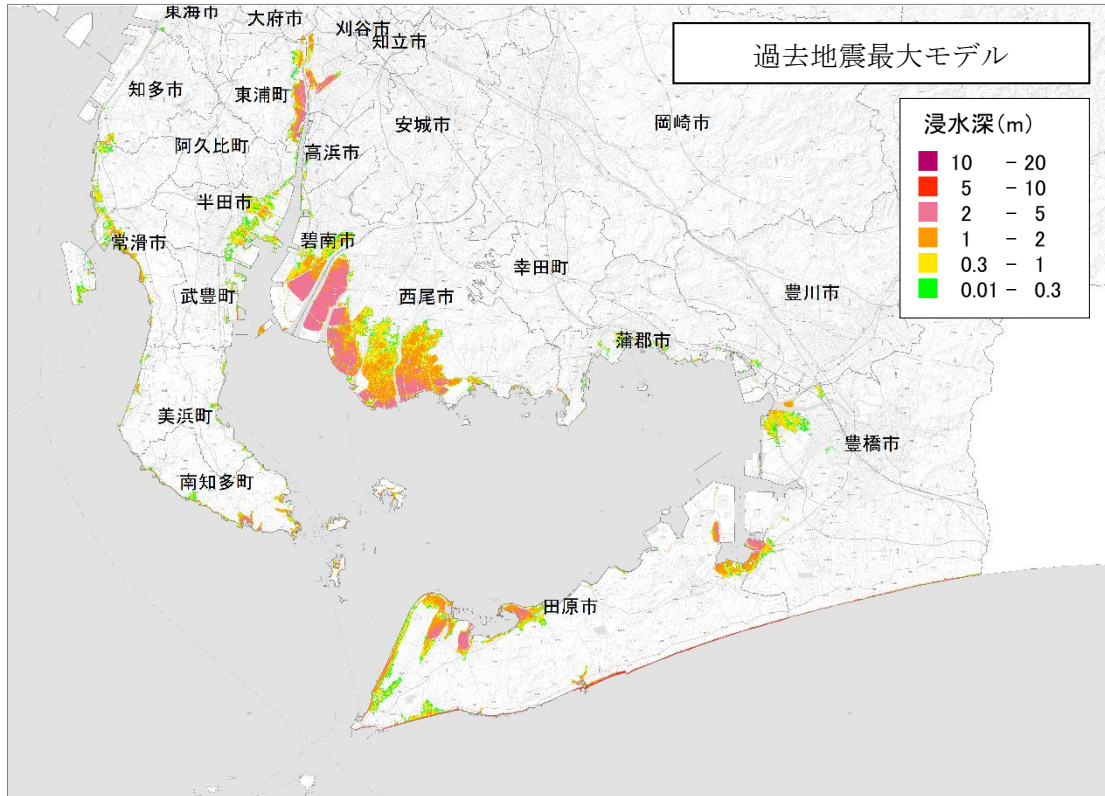 東海市
大府市
刈谷市
知立市
過去地震最大モデル
知多市
東浦町
安城市
岡崎市
阿久比町
高浜市
浸水深(m)
10 - 20
5 - 10
2 - 5
1 - 2
0.3 - 1
0.01 - 0.3
半田市
常滑市
碧南市
幸田町
武豊町
西尾市
豊川市
蒲郡市
美浜町
豊橋市
南知多町
田原市